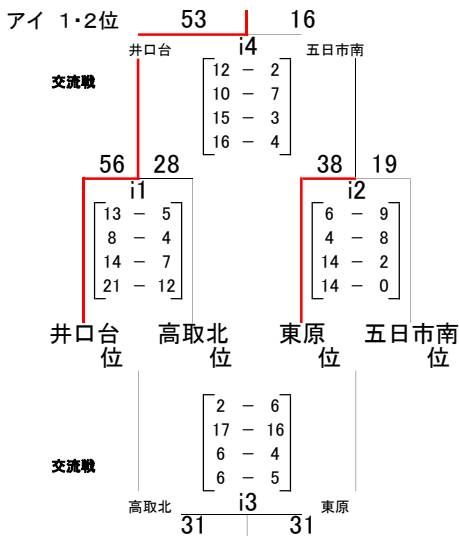 アイ 1・2位
53 16
井口台 i4 五日市南
交流戦
12 － 2
10 － 7
15 － 3
16 － 4
56 28 38 19
i1 i2
13 － 5 6 － 9
8 － 4 4 － 8
14 － 7 14 － 2
21 － 12 14 － 0
井口台 高取北 東原 五日市南
位 位 位 位
2 － 6
17 － 16
6 － 4
6 － 5
交流戦
高取北 i3 東原
31 31